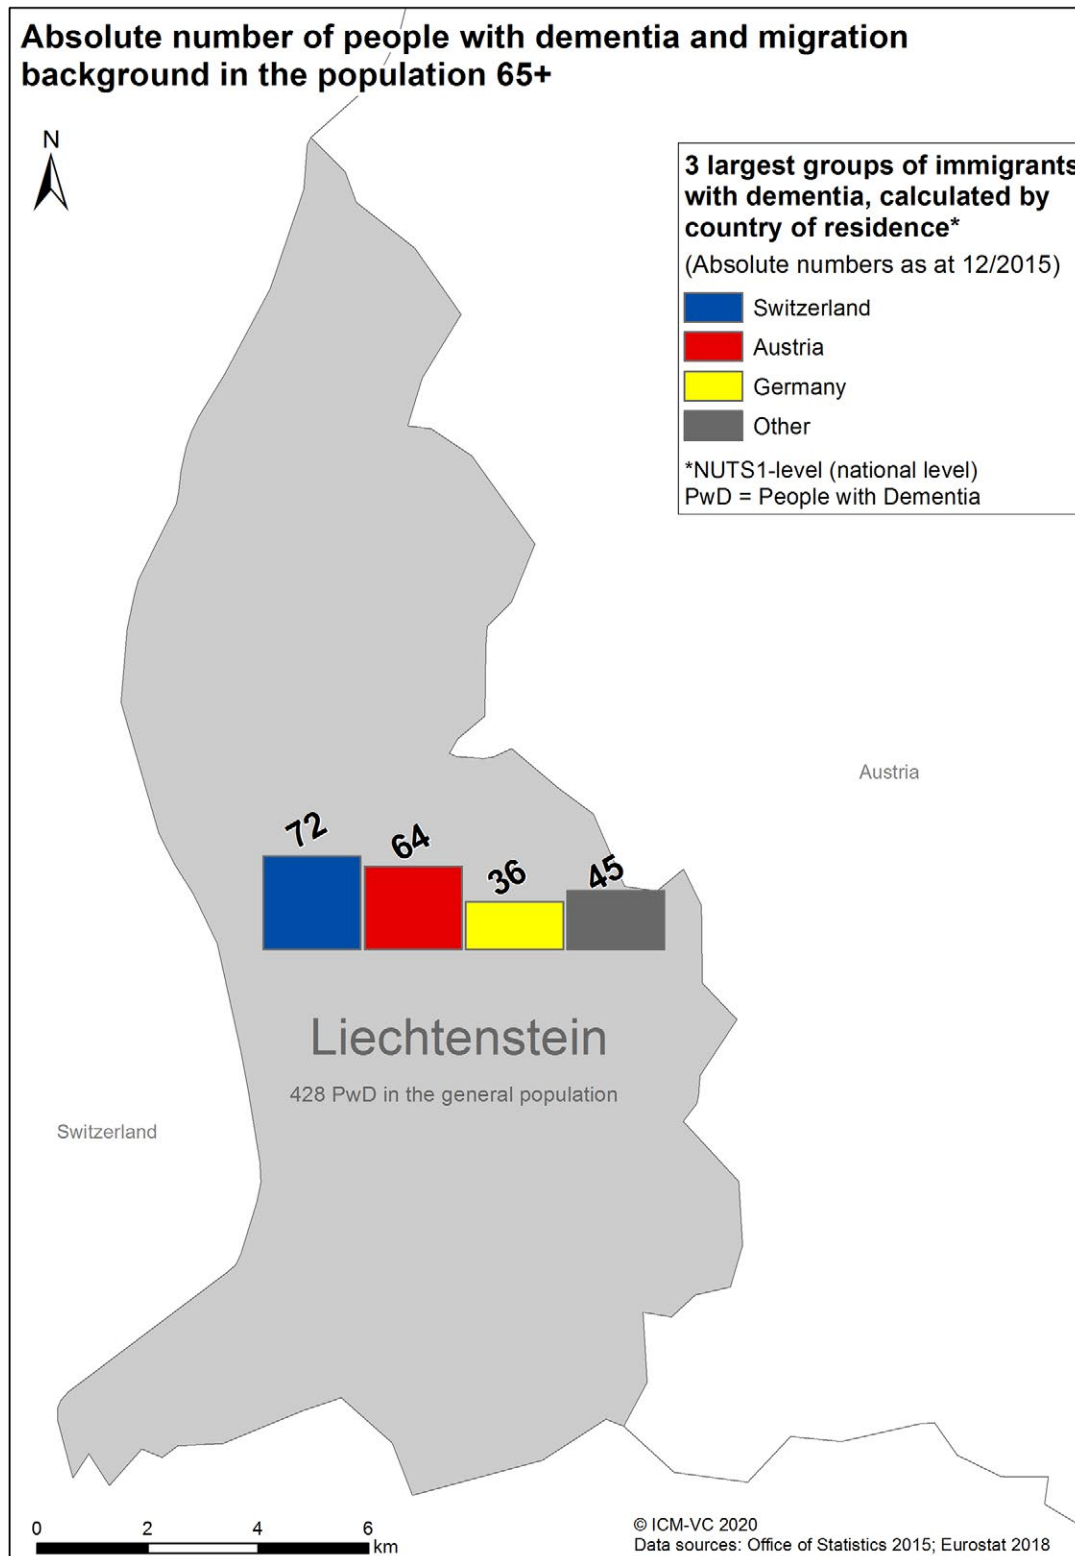 Absolute number of people with dementia and migration
background in the population 65+
N
3 largest groups of immigrants
with dementia, calculated by
country of residence*
(Absolute numbers as at 12/2015)
Switzerland
Austria
Germany
Other
*NUTS1-level (national level)
PwD = People with Dementia
Austria
72
64
36
45
Liechtenstein
428 PwD in the general population
Switzerland
0 2 4 6
km
© ICM-VC 2020
Data sources: Office of Statistics 2015; Eurostat 2018